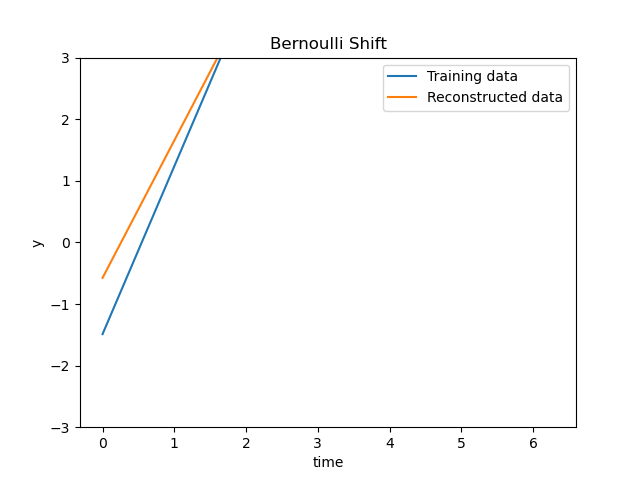 Bernoulli Shift
Training data
Reconstructed data
3
2
1
0
−1
−2
−3
y
0 1 2 3 4 5 6
time